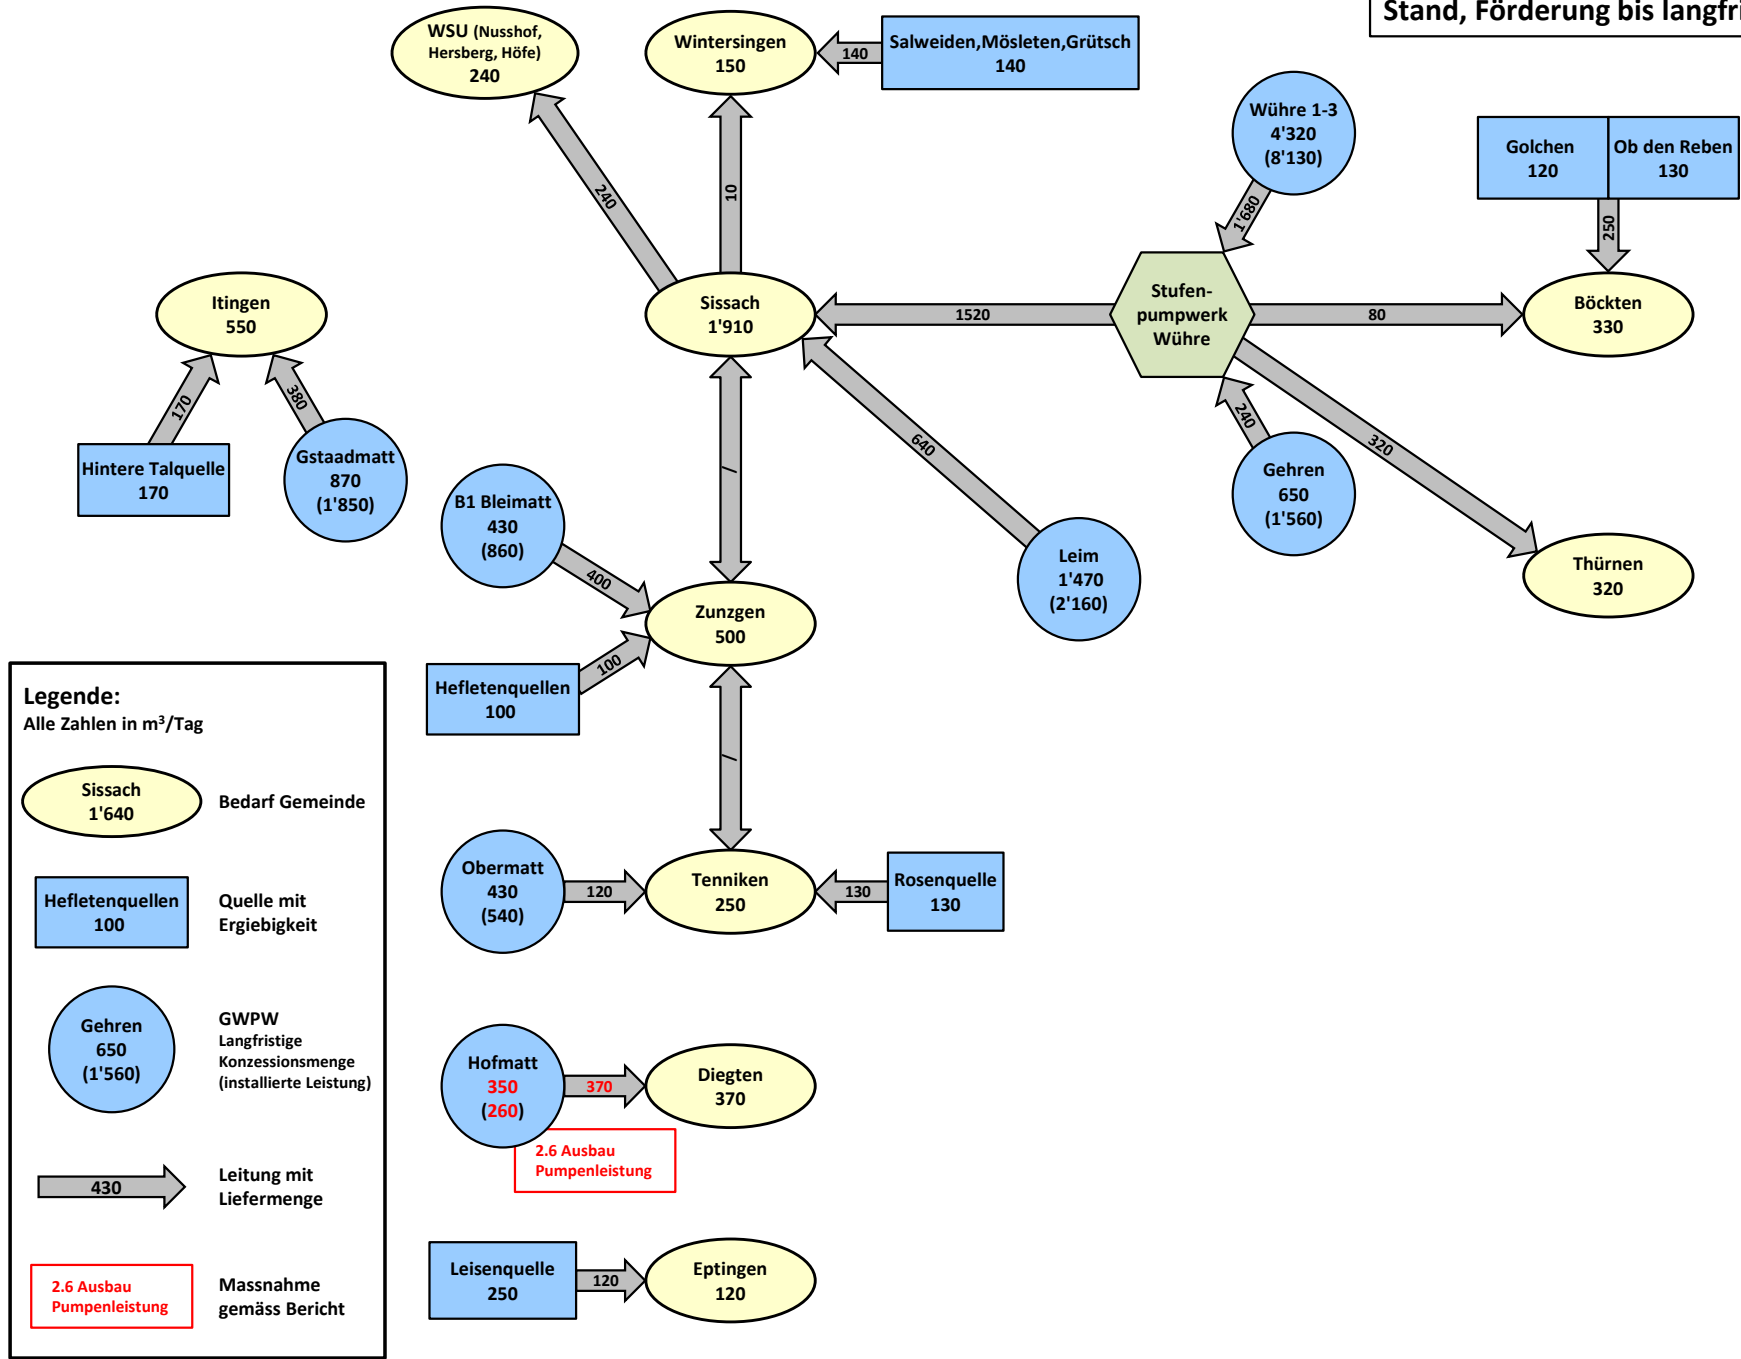 Stand, Förderung bis langfri
WSU (Nusshof,
Hersberg, Höfe)
240
Wintersingen
150
140
Salweiden,Mösleten,Grütsch
140
Wühre 1-3
4'320
(8'130)
Golchen
120
Ob den Reben
130
240
10
1'680
250
Itingen
550
Sissach
1'910
1520
Stufen-
pumpwerk
Wühre
80
Böckten
330
170
380
Hintere Talquelle
170
Gstaadmatt
870
(1'850)
/
640
240
320
B1 Bleimatt
430
(860)
Gehren
650
(1'560)
Leim
1'470
(2'160)
Thürnen
320
400
Zunzgen
500
100
Hefletenquellen
100
/
Obermatt
430
(540)
120
Tenniken
250
130
Rosenquelle
130
Hofmatt
350
(260)
370
Diegten
370
2.6 Ausbau
Pumpenleistung
Leisenquelle
250
120
Eptingen
120
Legende:
Alle Zahlen in m³/Tag
Sissach
1'640
Bedarf Gemeinde
Hefletenquellen
100
Quelle mit
Ergiebigkeit
Gehren
650
(1'560)
GWPW
Langfristige
Konzessionsmenge
(installierte Leistung)
430
Leitung mit
Liefermenge
2.6 Ausbau
Pumpenleistung
Massnahme
gemäss Bericht